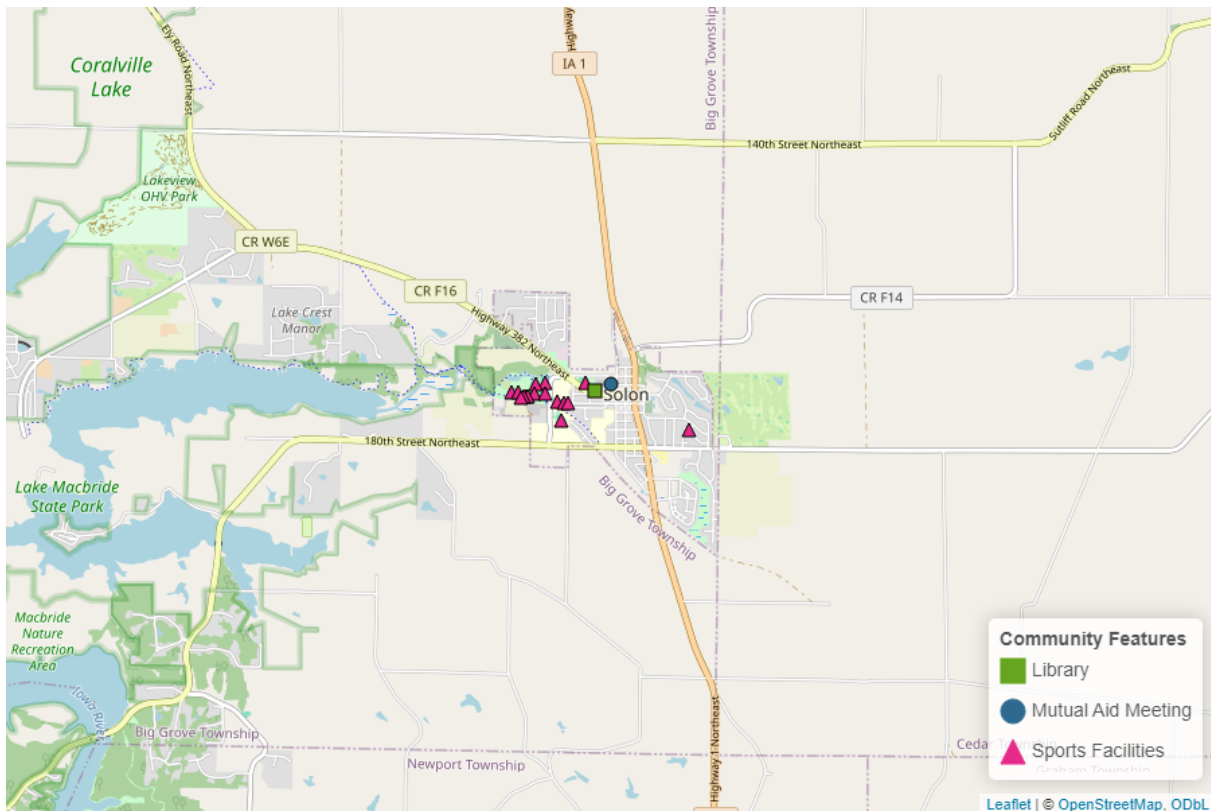 Coralville
Lake
Ely Road Northeast
Highway
IA 1
Big Grove Township
Sutliff Road Northeast
140th Street Northeast
Lakeview
OHV Park
CR W6E
CR F16
CR F14
Lake Crest
Manor
Highway 382 Northeast
Solon
180th Street Northeast
Lake Macbride
State Park
Big Grove Township
Macbride
Nature
Recreation
Area
Iowa River
Big Grove Township
Newport Township
Highway 1 Northeast
Cedar Township
Graham Township
Community Features
Library
Mutual Aid Meeting
Sports Facilities
Leaflet | © OpenStreetMap, ODbL